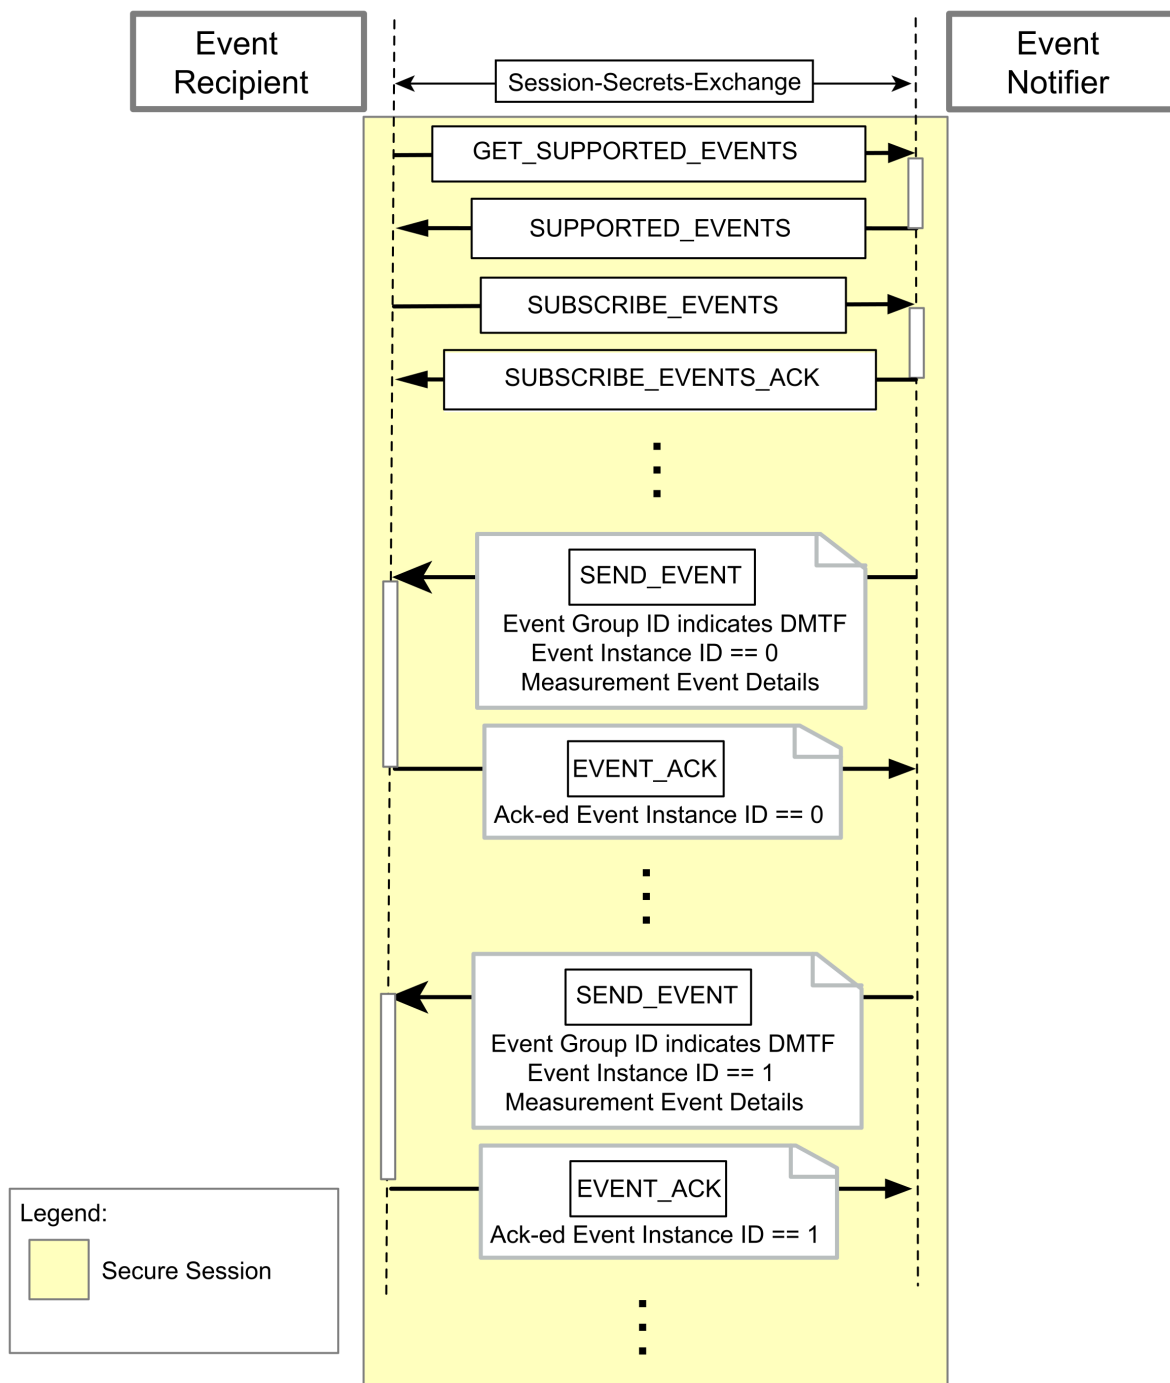 Event
Recipient
Session-Secrets-Exchange
Event
Notifier
GET_SUPPORTED_EVENTS
SUPPORTED_EVENTS
SUBSCRIBE_EVENTS
SUBSCRIBE_EVENTS_ACK
SEND_EVENT
Event Group ID indicates DMTF
Event Instance ID == 0
Measurement Event Details
EVENT_ACK
Ack-ed Event Instance ID == 0
SEND_EVENT
Event Group ID indicates DMTF
Event Instance ID == 1
Measurement Event Details
EVENT_ACK
Ack-ed Event Instance ID == 1
Legend:
Secure Session